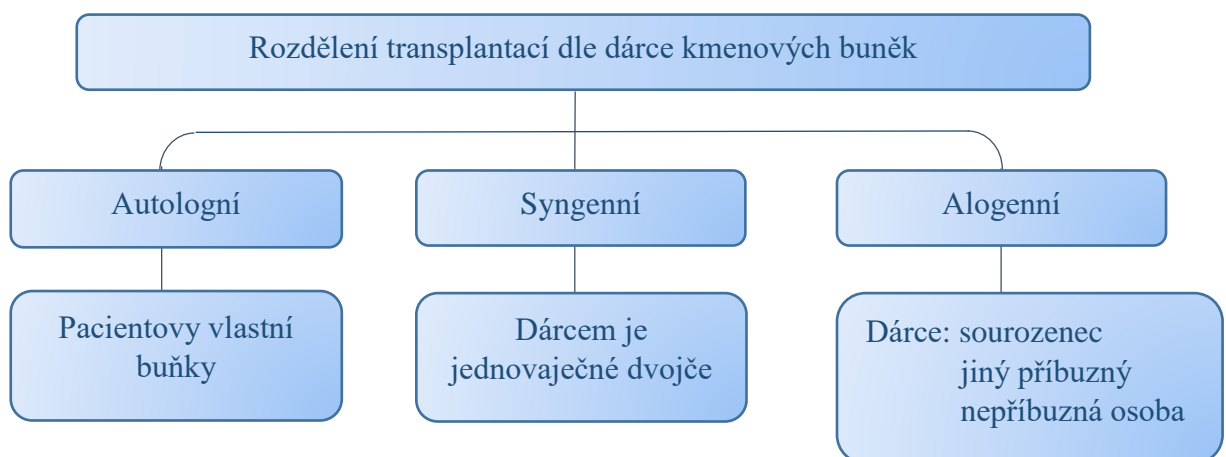 Rozdělení transplantací dle dárce kmenových buněk
Autologní
Syngenní
Alogenní
Pacientovy vlastní
buňky
Dárcem je
jednovaječné dvojče
Dárce: sourozenec
jiný příbuzný
nepříbuzná osoba